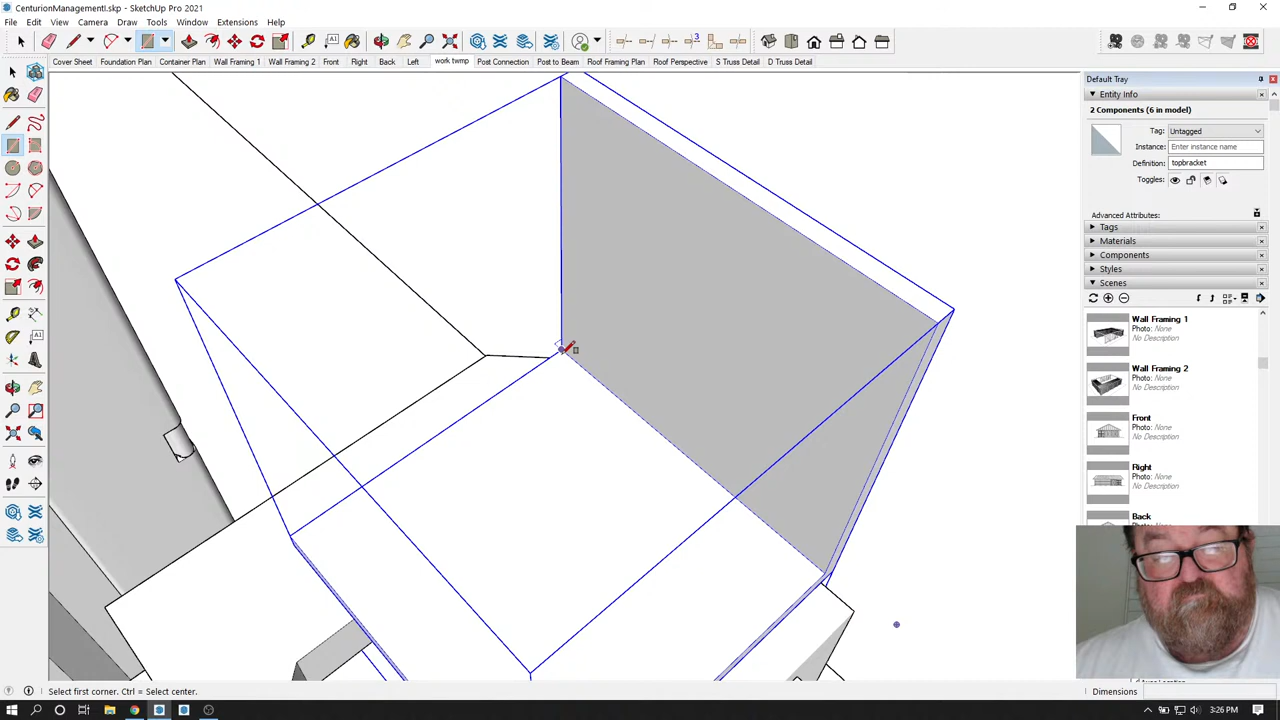 CenturionManagementI.skp - SketchUp Pro 2021
File Edit View Camera Draw Tools Window Extensions Help
3
Cover Sheet Foundation Plan Container Plan Wall Framing 1 Wall Framing 2 Front Right Back Left work twmp Post Connection Post to Beam Roof Framing Plan Roof Perspective S Truss Detail D Truss Detail
Default Tray
Entity Info
2 Components (6 in model)
Tag: Untagged
Instance: Enter instance name
Definition: topbracket
Toggles:
Advanced Attributes:
Tags
Materials
Components
Styles
Scenes
Wall Framing 1
Photo: None
No Description
Wall Framing 2
Photo: None
No Description
Front
Photo: None
No Description
Right
Photo: None
No Description
Back
Select first corner. Ctrl = Select center.
Dimensions
3:26 PM